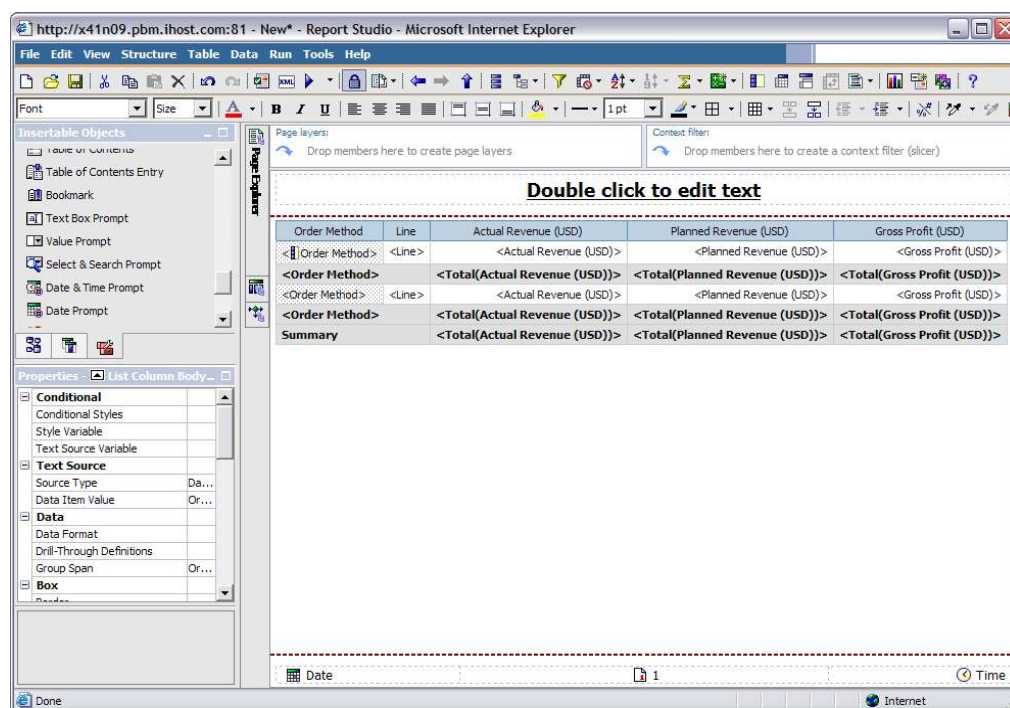 http://x41n09.pbm.ihost.com:81 - New* - Report Studio - Microsoft Internet Explorer
File Edit View Structure Table Data Run Tools Help
Font Size 1pt
Insertable Objects
Table of Contents
Table of Contents Entry
Bookmark
Text Box Prompt
Value Prompt
Select & Search Prompt
Date & Time Prompt
Date Prompt
Properties - List Column Body
Conditional
Conditional Styles
Style Variable
Text Source Variable
Text Source
Source Type Da...
Data Item Value Or...
Data
Data Format
Drill-Through Definitions
Group Span Or...
Box
Border
Page Explorer
Page layers:
Drop members here to create page layers
Context filter:
Drop members here to create a context filter (slicer)
Double click to edit text
Order Method Line Actual Revenue (USD) Planned Revenue (USD) Gross Profit (USD)
<Order Method> <Line> <Actual Revenue (USD)> <Planned Revenue (USD)> <Gross Profit (USD)>
<Order Method> <Total(Actual Revenue (USD))> <Total(Planned Revenue (USD))> <Total(Gross Profit (USD))>
<Order Method> <Line> <Actual Revenue (USD)> <Planned Revenue (USD)> <Gross Profit (USD)>
<Order Method> <Total(Actual Revenue (USD))> <Total(Planned Revenue (USD))> <Total(Gross Profit (USD))>
Summary <Total(Actual Revenue (USD))> <Total(Planned Revenue (USD))> <Total(Gross Profit (USD))>
Date 1 Time
Done Internet